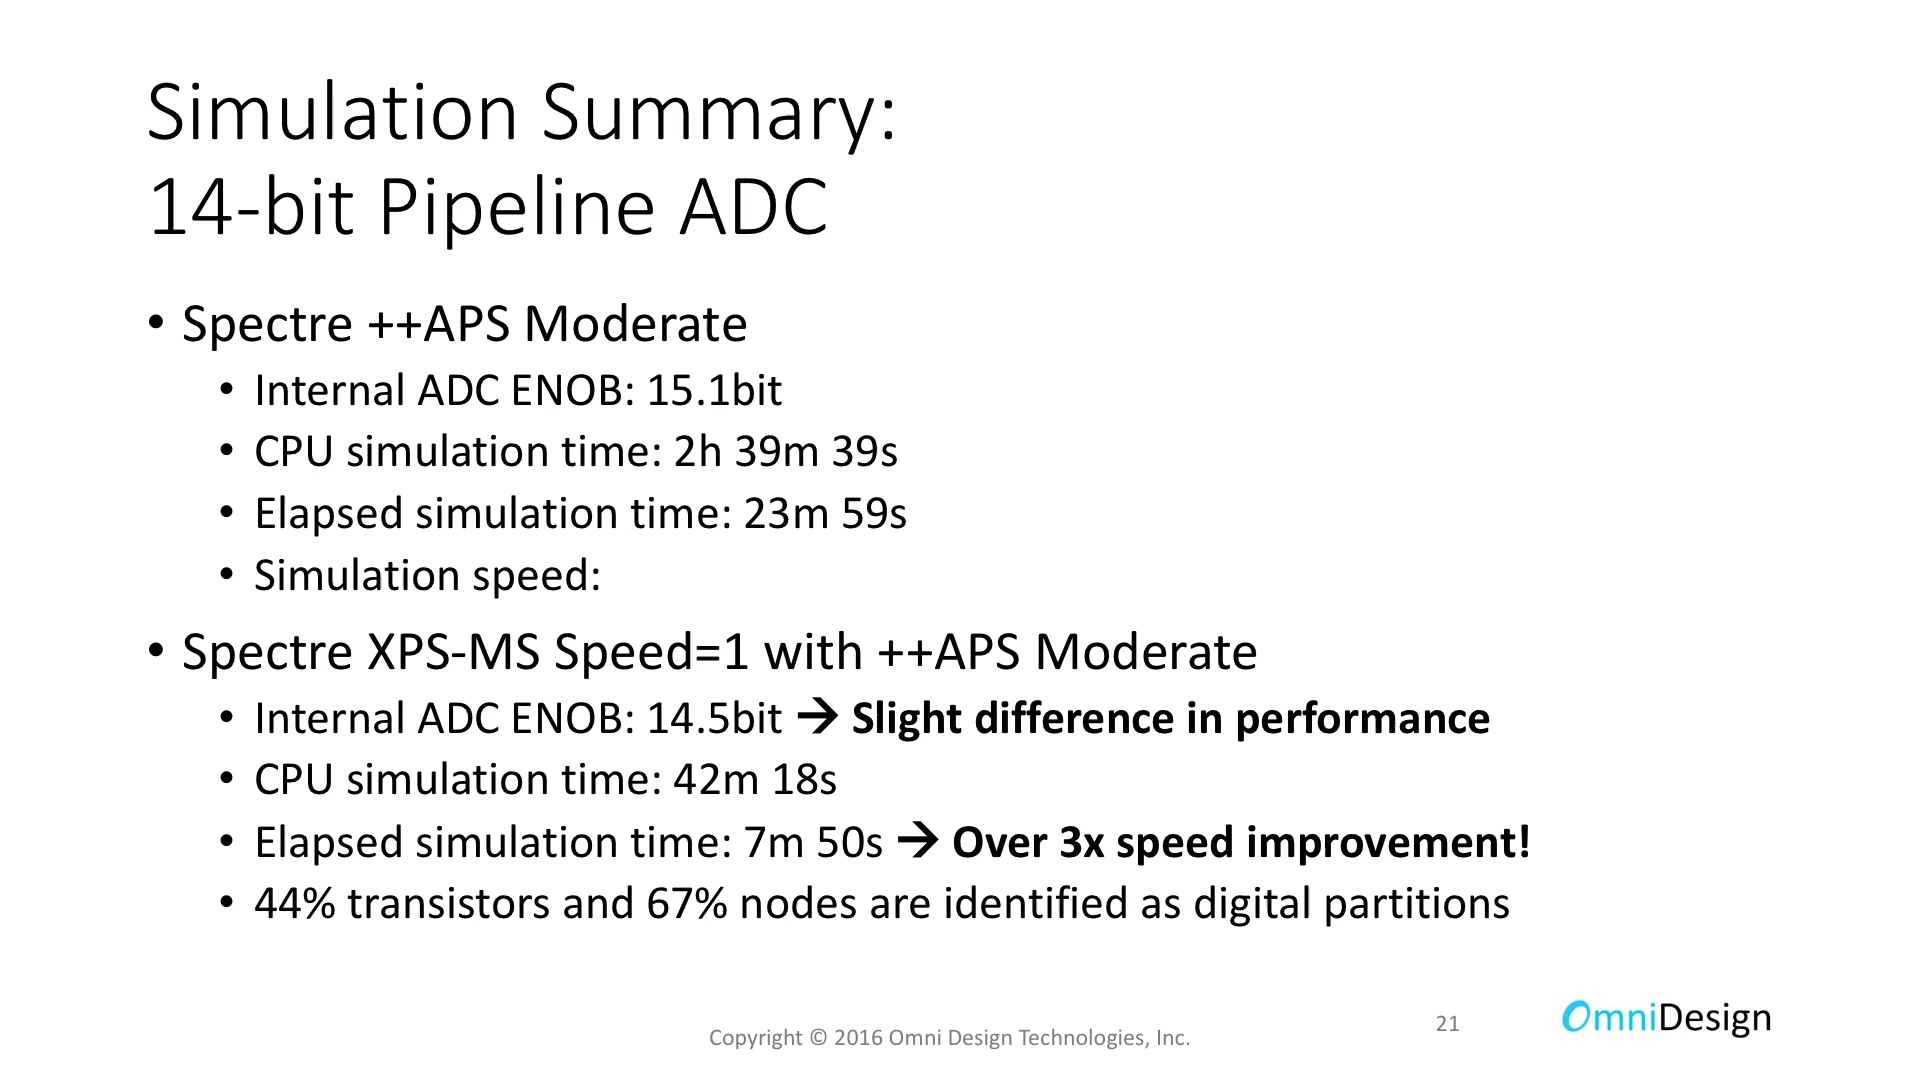 Simulation Summary:
14-bit Pipeline ADC
• Spectre ++APS Moderate
• Internal ADC ENOB: 15.1bit
• CPU simulation time: 2h 39m 39s
• Elapsed simulation time: 23m 59s
• Simulation speed:
• Spectre XPS-MS Speed=1 with ++APS Moderate
• Internal ADC ENOB: 14.5bit → Slight difference in performance
• CPU simulation time: 42m 18s
• Elapsed simulation time: 7m 50s → Over 3x speed improvement!
• 44% transistors and 67% nodes are identified as digital partitions
Copyright © 2016 Omni Design Technologies, Inc.
21
OmniDesign